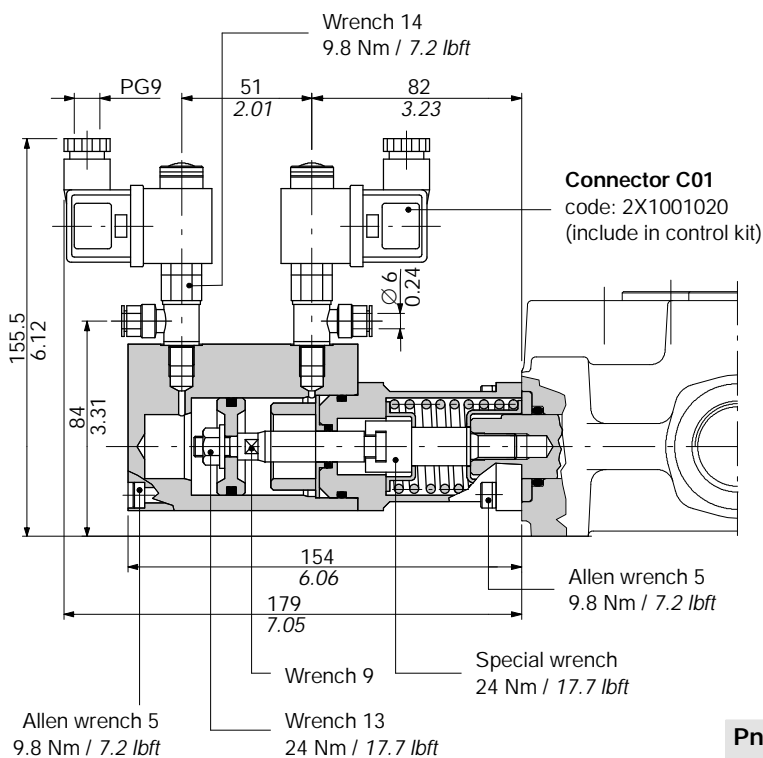 Wrench 14
9.8 Nm / 7.2 lbft
PG9
51
2.01
82
3.23
Connector C01
code: 2X1001020
(include in control kit)
Ø 6
0.24
155.5
6.12
84
3.31
154
6.06
179
7.05
Allen wrench 5
9.8 Nm / 7.2 lbft
Wrench 9
Special wrench
24 Nm / 17.7 lbft
Allen wrench 5
9.8 Nm / 7.2 lbft
Wrench 13
24 Nm / 17.7 lbft
Pn